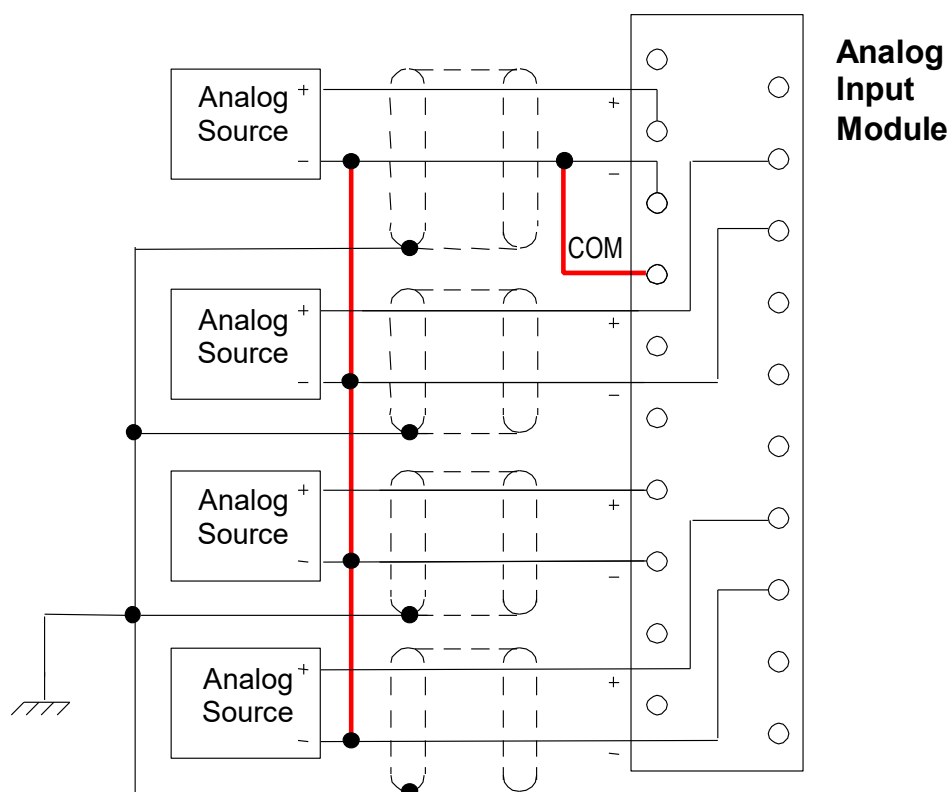 Analog
Input
Module
Analog
Source
+
−
+
−
COM
Analog
Source
+
−
+
−
Analog
Source
+
−
+
−
Analog
Source
+
−
+
−